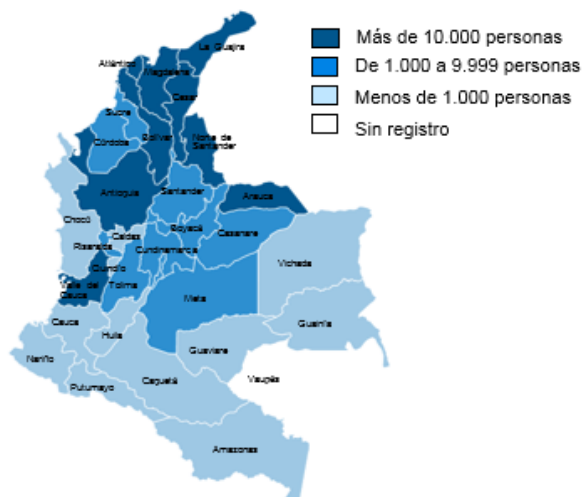 Más de 10.000 personas
De 1.000 a 9.999 personas
Menos de 1.000 personas
Sin registro
La Guajira
Atlántico
Magdalena
Cesar
Sucre
Córdoba
Bolívar
Norte de
Santander
Antioquia
Santander
Arauca
Chocó
Caldas
Boyacá
Casanare
Risaralda
Cundinamarca
Quindío
Vichada
Valle del
Cauca
Tolima
Meta
Guainía
Cauca
Huila
Guaviare
Nariño
Putumayo
Caquetá
Vaupés
Amazonas